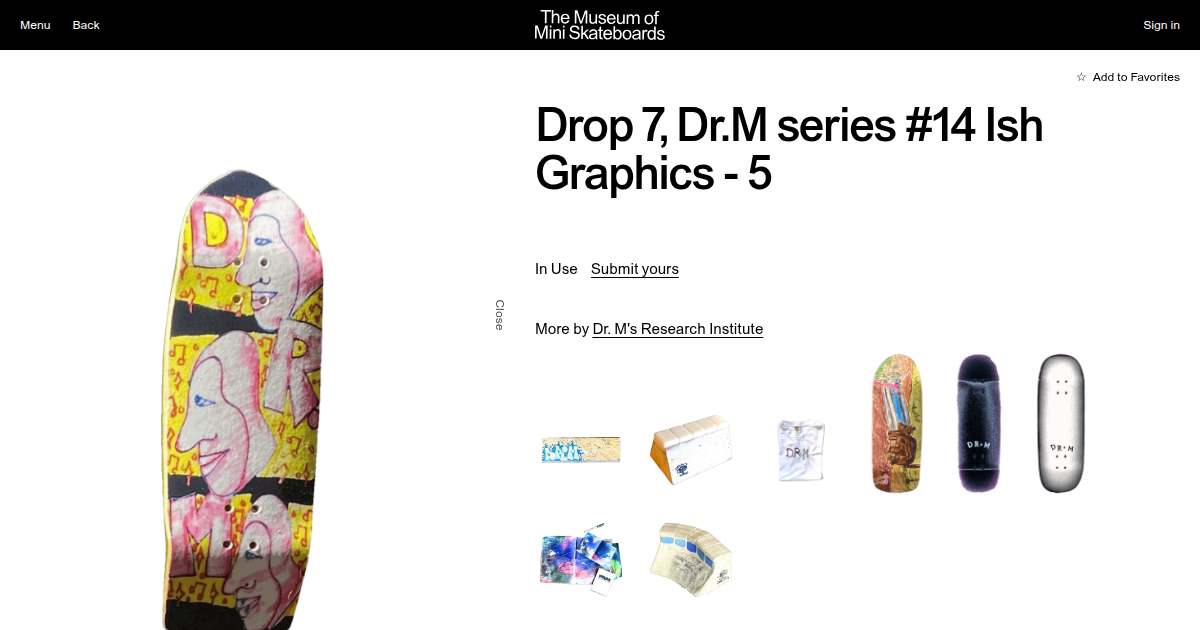 Menu
Back
The Museum of
Mini Skateboards
Sign in
☆ Add to Favorites
Drop 7, Dr.M series #14 Ish
Graphics - 5
In Use
Submit yours
Close
More by Dr. M's Research Institute
D
R
M
DR•M
DR•M
DR•M